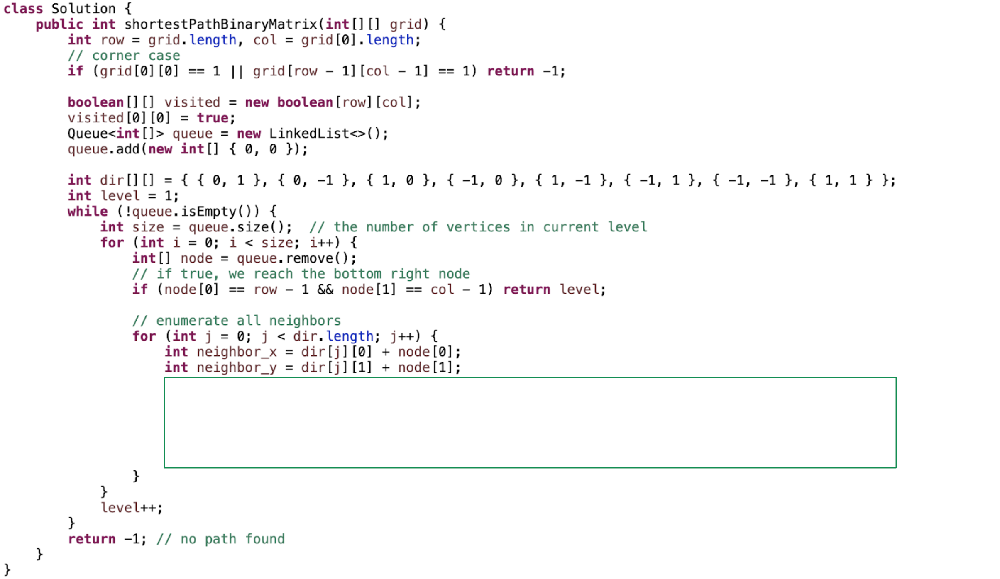 class Solution {
    public int shortestPathBinaryMatrix(int[][] grid) {
        int row = grid.length, col = grid[0].length;
        // corner case
        if (grid[0][0] == 1 || grid[row - 1][col - 1] == 1) return -1;

        boolean[][] visited = new boolean[row][col];
        visited[0][0] = true;
        Queue<int[]> queue = new LinkedList<>();
        queue.add(new int[] { 0, 0 });

        int dir[][] = { { 0, 1 }, { 0, -1 }, { 1, 0 }, { -1, 0 }, { 1, -1 }, { -1, 1 }, { -1, -1 }, { 1, 1 } };
        int level = 1;
        while (!queue.isEmpty()) {
            int size = queue.size();  // the number of vertices in current level
            for (int i = 0; i < size; i++) {
                int[] node = queue.remove();
                // if true, we reach the bottom right node
                if (node[0] == row - 1 && node[1] == col - 1) return level;

                // enumerate all neighbors
                for (int j = 0; j < dir.length; j++) {
                    int neighbor_x = dir[j][0] + node[0];
                    int neighbor_y = dir[j][1] + node[1];
                }
            }
            level++;
        }
        return -1; // no path found
    }
}